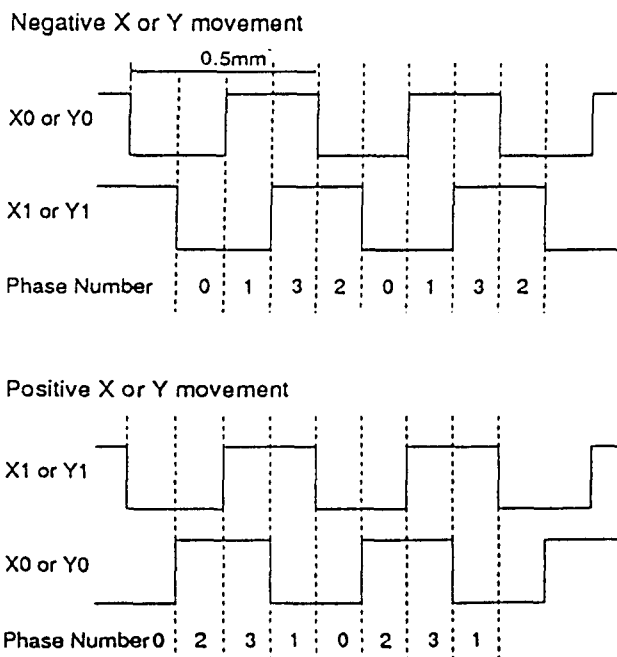 Negative X or Y movement
0.5mm
X0 or Y0
X1 or Y1
Phase Number 0 1 3 2 0 1 3 2
Positive X or Y movement
X1 or Y1
X0 or Y0
Phase Number 0 2 3 1 0 2 3 1